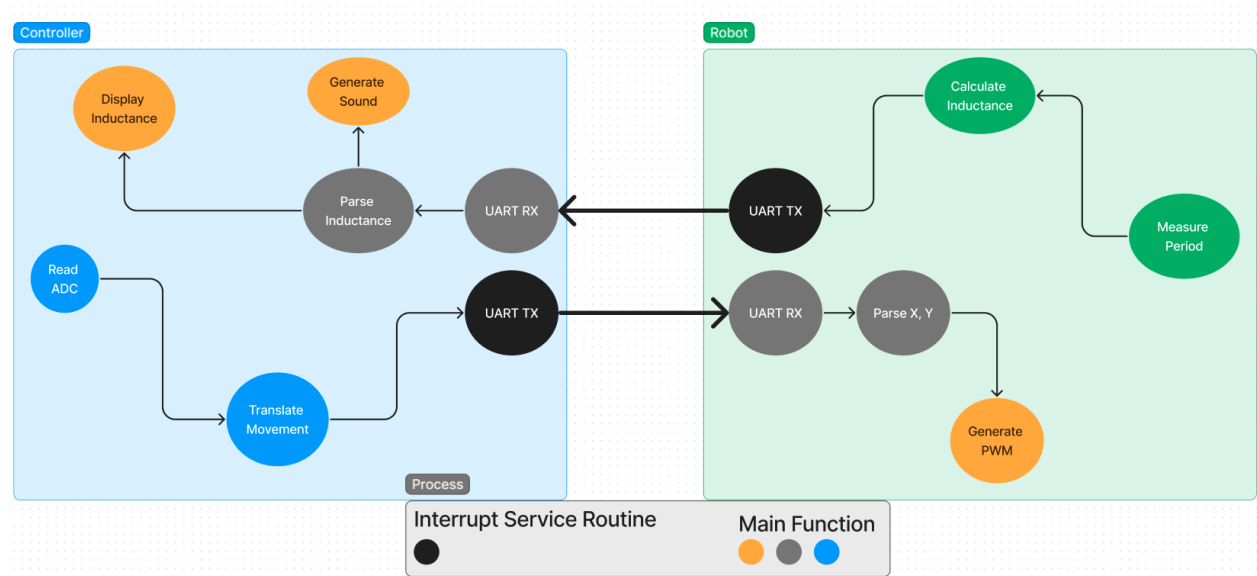 Controller
Display
Inductance
Generate
Sound
Parse
Inductance
UART RX
Read
ADC
UART TX
Translate
Movement
Robot
Calculate
Inductance
UART TX
Measure
Period
UART RX
Parse X, Y
Generate
PWM
Process
Interrupt Service Routine
Main Function